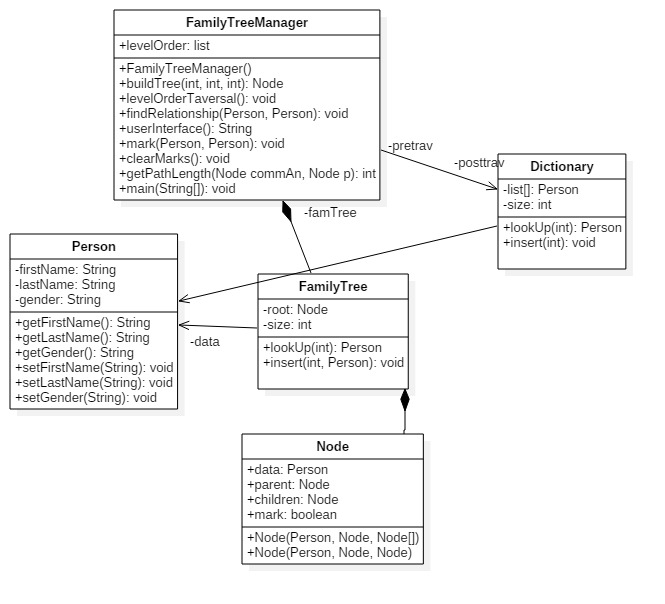 FamilyTreeManager
+levelOrder: list
+FamilyTreeManager()
+buildTree(int, int, int): Node
+levelOrderTaversal(): void
+findRelationship(Person, Person): void
+userInterface(): String
+mark(Person, Person): void
+clearMarks(): void
+getPathLength(Node commAn, Node p): int
+main(String[]): void
-pretrav
-posttrav
Dictionary
-list[]: Person
-size: int
+lookUp(int): Person
+insert(int): void
-famTree
Person
-firstName: String
-lastName: String
-gender: String
+getFirstName(): String
+getLastName(): String
+getGender(): String
+setFirstName(String): void
+setLastName(String): void
+setGender(String): void
FamilyTree
-root: Node
-size: int
+lookUp(int): Person
+insert(int, Person): void
-data
Node
+data: Person
+parent: Node
+children: Node
+mark: boolean
+Node(Person, Node, Node[])
+Node(Person, Node, Node)